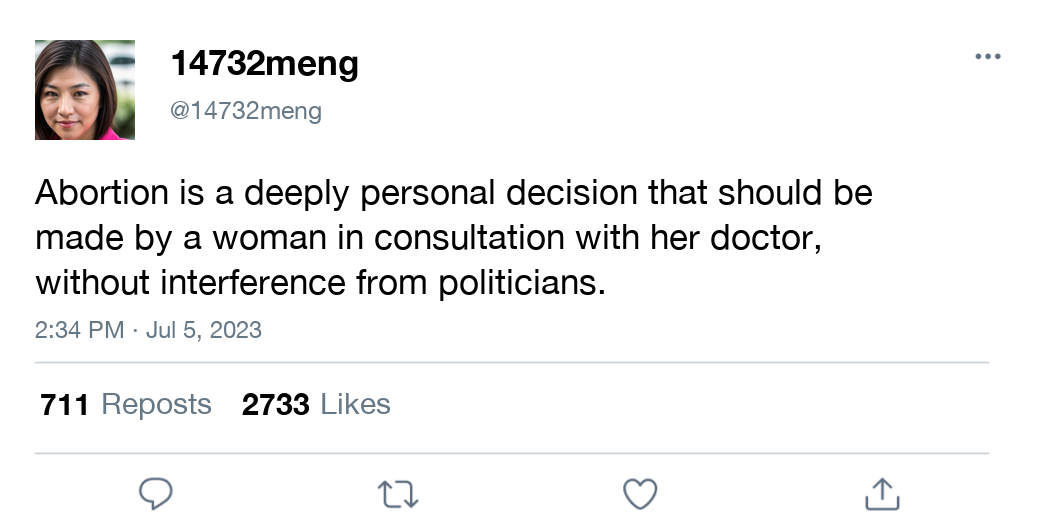 14732meng
@14732meng
Abortion is a deeply personal decision that should be
made by a woman in consultation with her doctor,
without interference from politicians.
2:34 PM · Jul 5, 2023
711 Reposts 2733 Likes